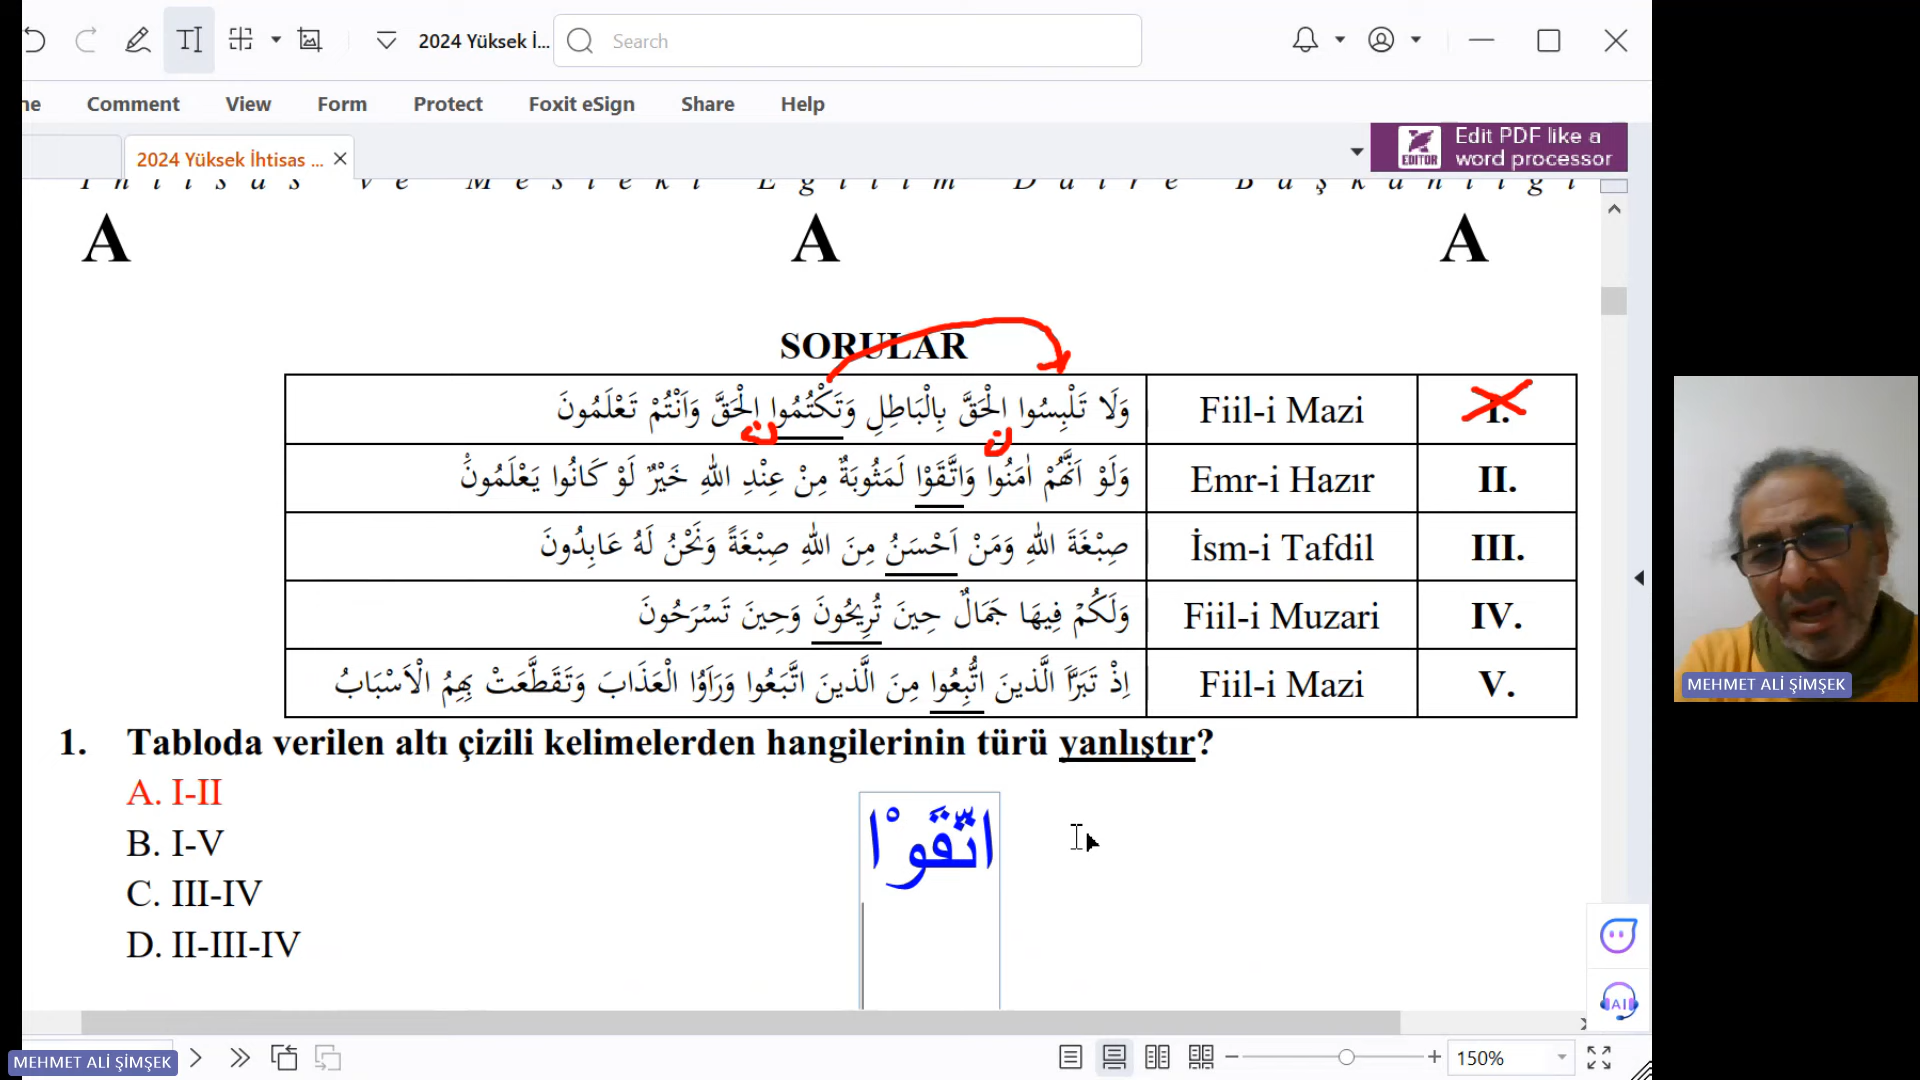 2024 Yüksek İ...
Search
Comment View Form Protect Foxit eSign Share Help
2024 Yüksek İhtisas ...
EDITOR
Edit PDF like a
word processor
İ h t i s a s v e M e s l e k i E ğ i t i m D a i r e B a ş k a n l ı ğ ı
A A A
SORULAR
وَلَا تَلْبِسُوا الْحَقَّ بِالْبَاطِلِ وَتَكْتُمُوا الْحَقَّ وَاَنْتُمْ تَعْلَمُونَ Fiil-i Mazi I.
ن ن
وَلَوْ اَنَّهُمْ اٰمَنُوا وَاتَّقَوْا لَمَثُوبَةٌ مِنْ عِنْدِ اللّٰهِ خَيْرٌ لَوْ كَانُوا يَعْلَمُونَ Emr-i Hazır II.
صِبْغَةَ اللّٰهِ وَمَنْ اَحْسَنُ مِنَ اللّٰهِ صِبْغَةً وَنَحْنُ لَهُ عَابِدُونَ İsm-i Tafdil III.
وَلَكُمْ فِيهَا جَمَالٌ حِينَ تُرِيحُونَ وَحِينَ تَسْرَحُونَ Fiil-i Muzari IV.
اِذْ تَبَرَّاَ الَّذينَ اتُّبِعُوا مِنَ الَّذينَ اتَّبَعُوا وَرَاَوُا الْعَذَابَ وَتَقَطَّعَتْ بِهِمُ الْاَسْبَابُ Fiil-i Mazi V.
1. Tabloda verilen altı çizili kelimelerden hangilerinin türü yanlıştır?
A. I-II
B. I-V
C. III-IV
D. II-III-IV
اتَّقَوْا
AI
MEHMET ALİ ŞİMŞEK
MEHMET ALİ ŞİMŞEK
150%